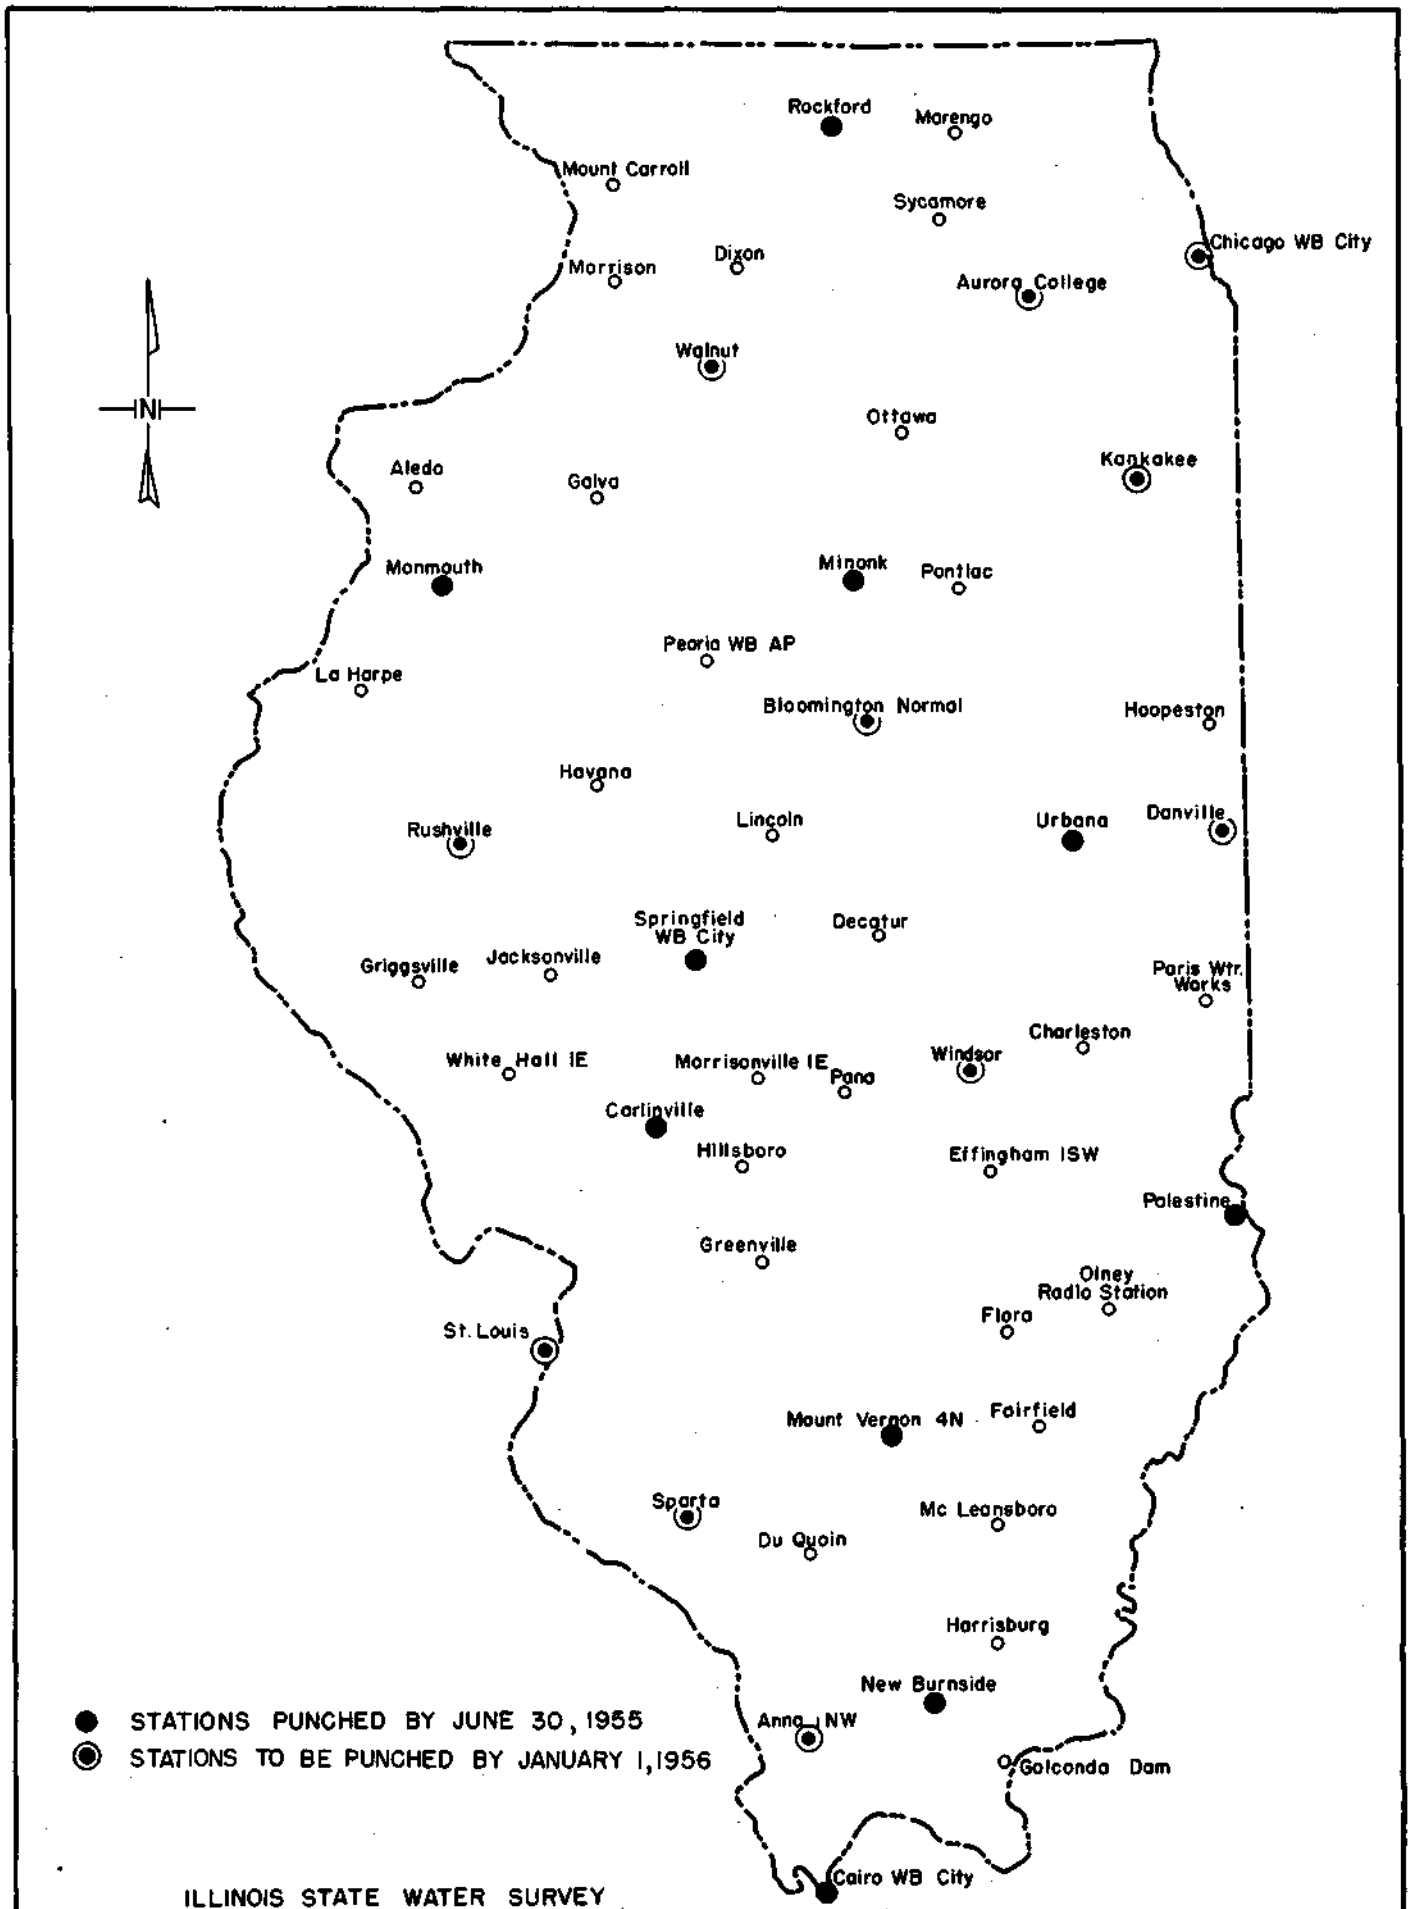 Rockford
Marengo
Mount Carroll
Sycamore
Chicago WB City
Dixon
Morrison
Aurora College
Walnut
Ottawa
N
Aledo
Galva
Kankakee
Monmouth
Minonk
Pontiac
Peoria WB AP
La Harpe
Bloomington Normal
Hoopeston
Havana
Rushville
Lincoln
Urbana
Danville
Springfield
WB City
Decatur
Griggsville
Jacksonville
Paris Wtr.
Works
Charleston
White Hall IE
Morrisonville IE
Pana
Windsor
Carlinville
Hillsboro
Effingham ISW
Palestine
Greenville
Olney
Radio Station
Flora
St. Louis
Mount Vernon 4N
Fairfield
Sparta
Mc Leansboro
Du Quoin
Harrisburg
New Burnside
STATIONS PUNCHED BY JUNE 30, 1955
Anna INW
STATIONS TO BE PUNCHED BY JANUARY 1, 1956
Golconda Dam
Cairo WB City
ILLINOIS STATE WATER SURVEY